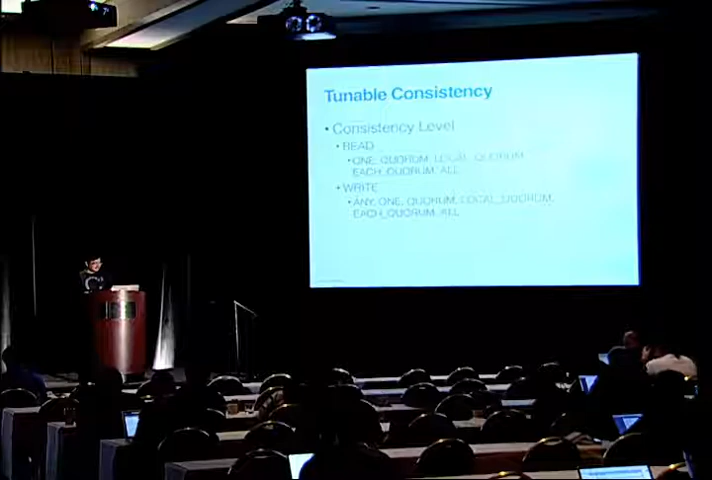 Tunable Consistency
• Consistency Level
• READ
• ONE, QUORUM, LOCAL_QUORUM,
EACH_QUORUM, ALL
• WRITE
• ANY, ONE, QUORUM, LOCAL_QUORUM,
EACH_QUORUM, ALL